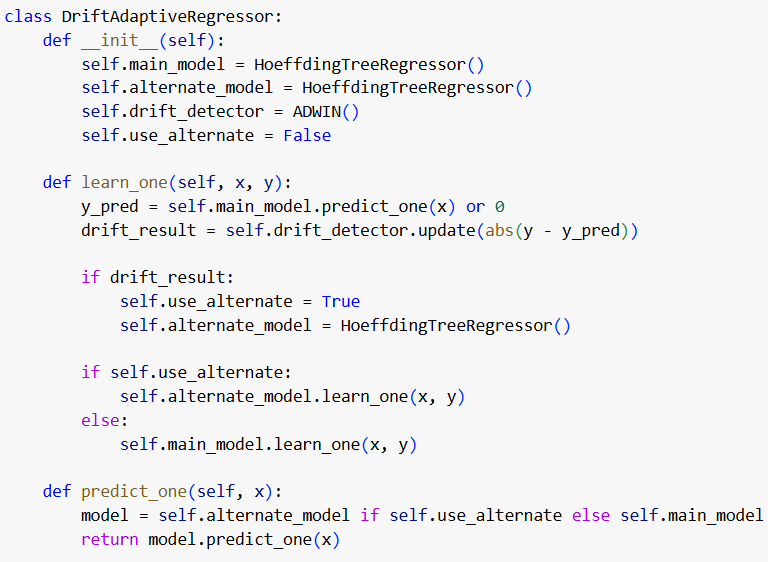 class DriftAdaptiveRegressor:
    def __init__(self):
        self.main_model = HoeffdingTreeRegressor()
        self.alternate_model = HoeffdingTreeRegressor()
        self.drift_detector = ADWIN()
        self.use_alternate = False

    def learn_one(self, x, y):
        y_pred = self.main_model.predict_one(x) or 0
        drift_result = self.drift_detector.update(abs(y - y_pred))

        if drift_result:
            self.use_alternate = True
            self.alternate_model = HoeffdingTreeRegressor()

        if self.use_alternate:
            self.alternate_model.learn_one(x, y)
        else:
            self.main_model.learn_one(x, y)

    def predict_one(self, x):
        model = self.alternate_model if self.use_alternate else self.main_model
        return model.predict_one(x)